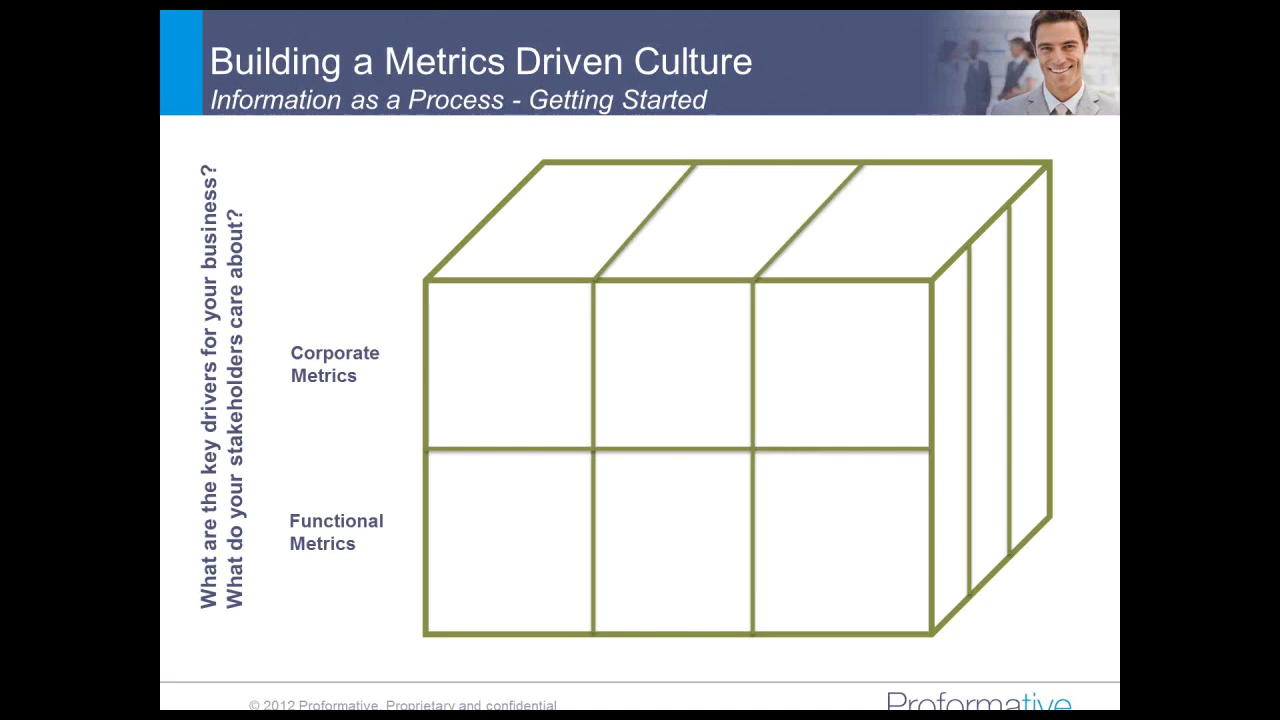 Building a Metrics Driven Culture
Information as a Process - Getting Started
What are the key drivers for your business?
What do your stakeholders care about?
Corporate
Metrics
Functional
Metrics
© 2012 Proformative. Proprietary and confidential
Proformative